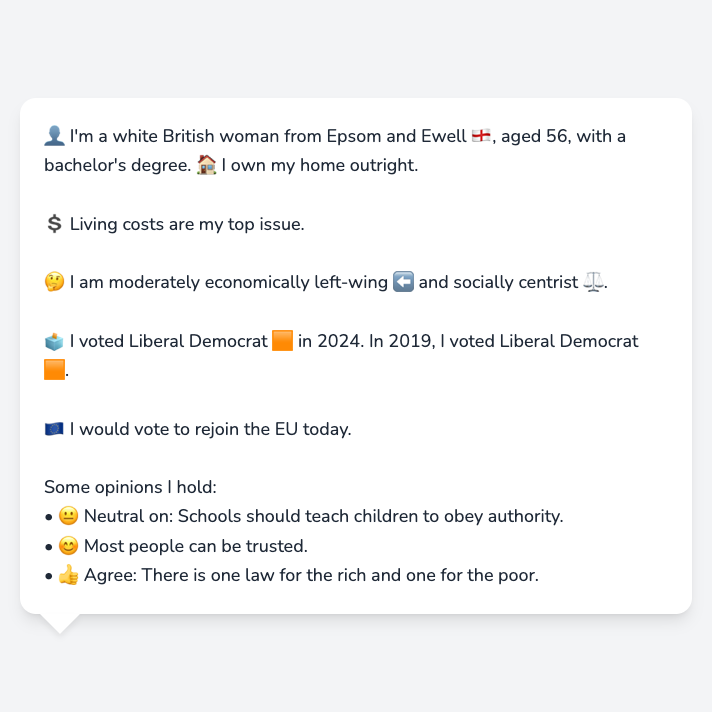 👤 I'm a white British woman from Epsom and Ewell 🏴󠁧󠁢󠁥󠁮󠁧󠁿, aged 56, with a
bachelor's degree. 🏠 I own my home outright.
💲 Living costs are my top issue.
🤔 I am moderately economically left-wing ⬅️ and socially centrist ⚖️.
🗳️ I voted Liberal Democrat 🟧 in 2024. In 2019, I voted Liberal Democrat
🟧.
🇪🇺 I would vote to rejoin the EU today.
Some opinions I hold:
• 😐 Neutral on: Schools should teach children to obey authority.
• 😊 Most people can be trusted.
• 👍 Agree: There is one law for the rich and one for the poor.